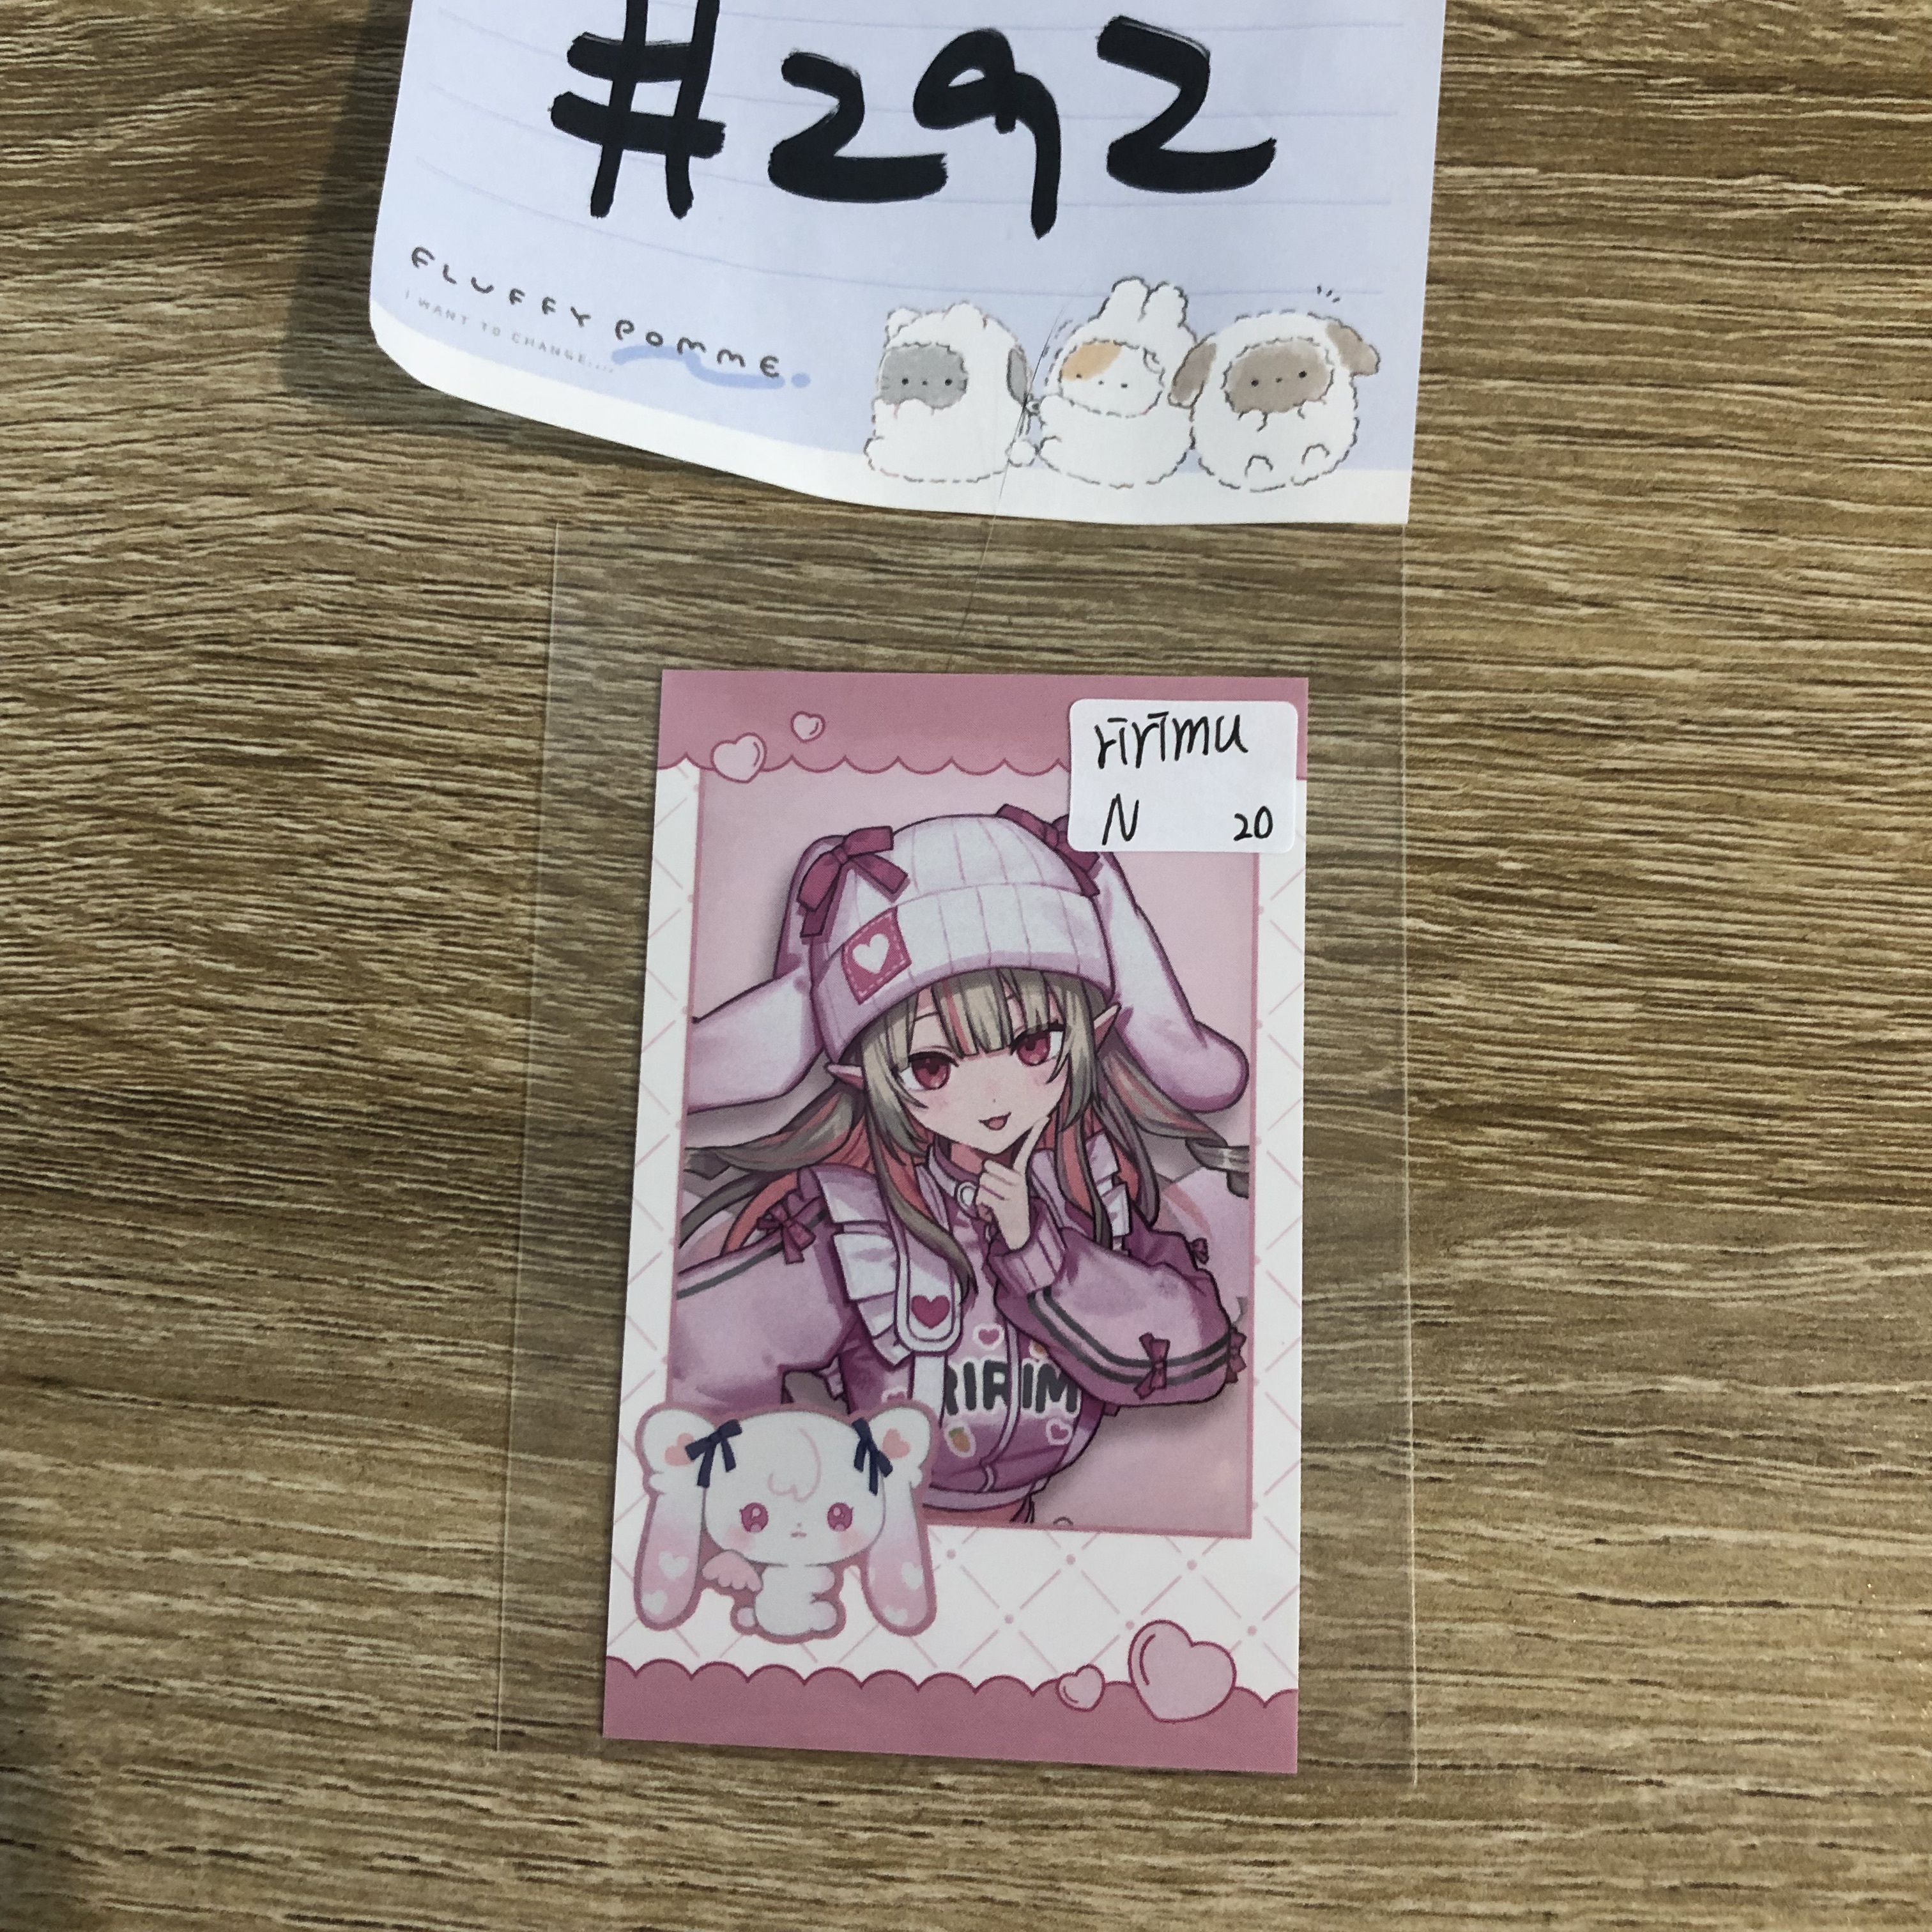 #292
FLUFFY POMME.
I WANT TO CHANGE....
ririmu
N 20
RIRIM